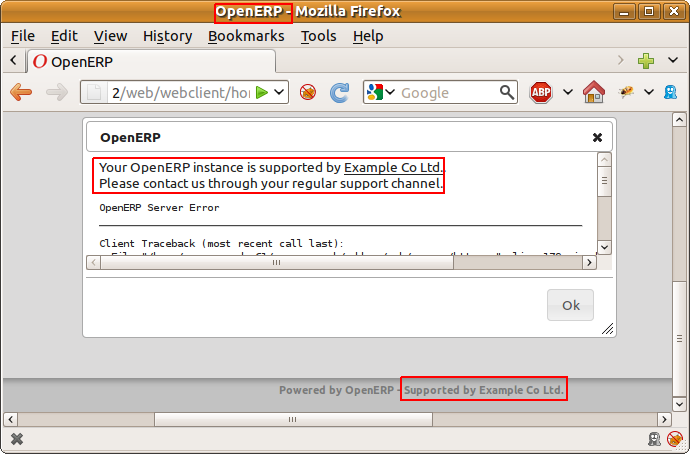 OpenERP - Mozilla Firefox
File Edit View History Bookmarks Tools Help
OpenERP
2/web/webclient/ho
Google
ABP
OpenERP
Your OpenERP instance is supported by Example Co Ltd.
Please contact us through your regular support channel.
OpenERP Server Error
Client Traceback (most recent call last):
Ok
Powered by OpenERP - Supported by Example Co Ltd.